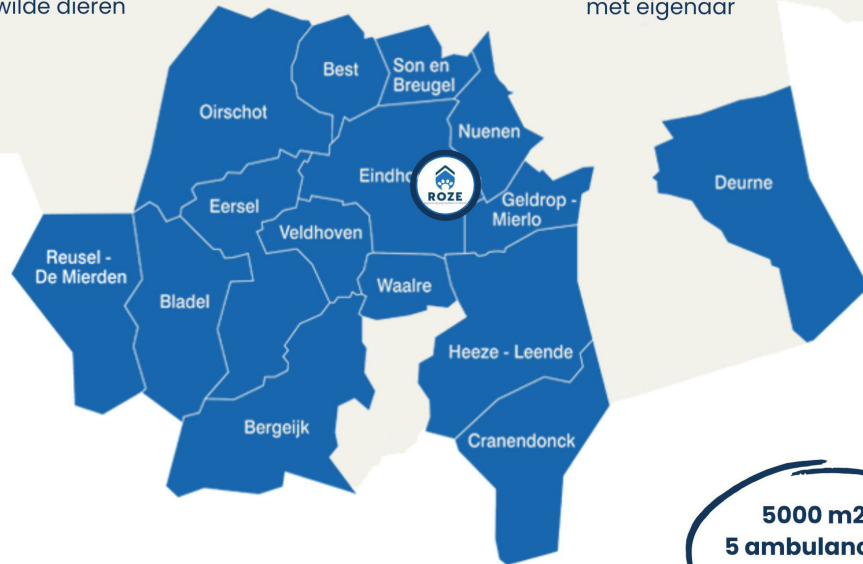 wilde dieren
met eigenaar
Best
Son en
Breugel
Oirschot
Nuenen
Eindho
ROZE
Deurne
Geldrop -
Mierlo
Eersel
Veldhoven
Reusel -
De Mierden
Waalre
Bladel
Heeze - Leende
Bergeijk
Cranendonck
5000 m2
5 ambulanc